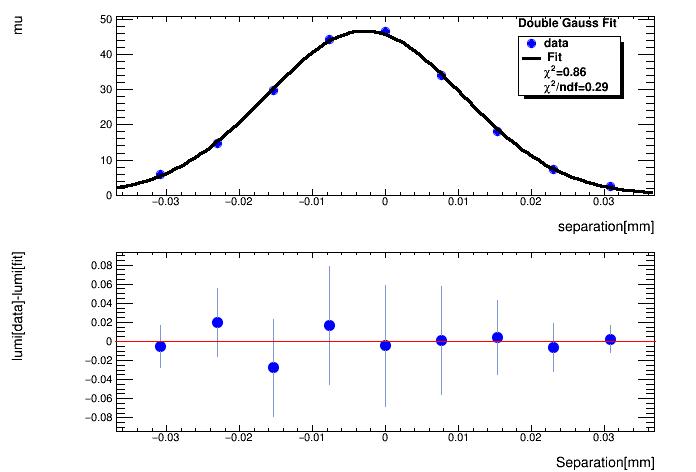 mu
Double Gauss Fit
data
Fit
χ²=0.86
χ²/ndf=0.29
50
40
30
20
10
0
−0.03 −0.02 −0.01 0 0.01 0.02 0.03
separation[mm]
lumi[data]-lumi[fit]
0.08
0.06
0.04
0.02
0
−0.02
−0.04
−0.06
−0.08
−0.03 −0.02 −0.01 0 0.01 0.02 0.03
Separation[mm]